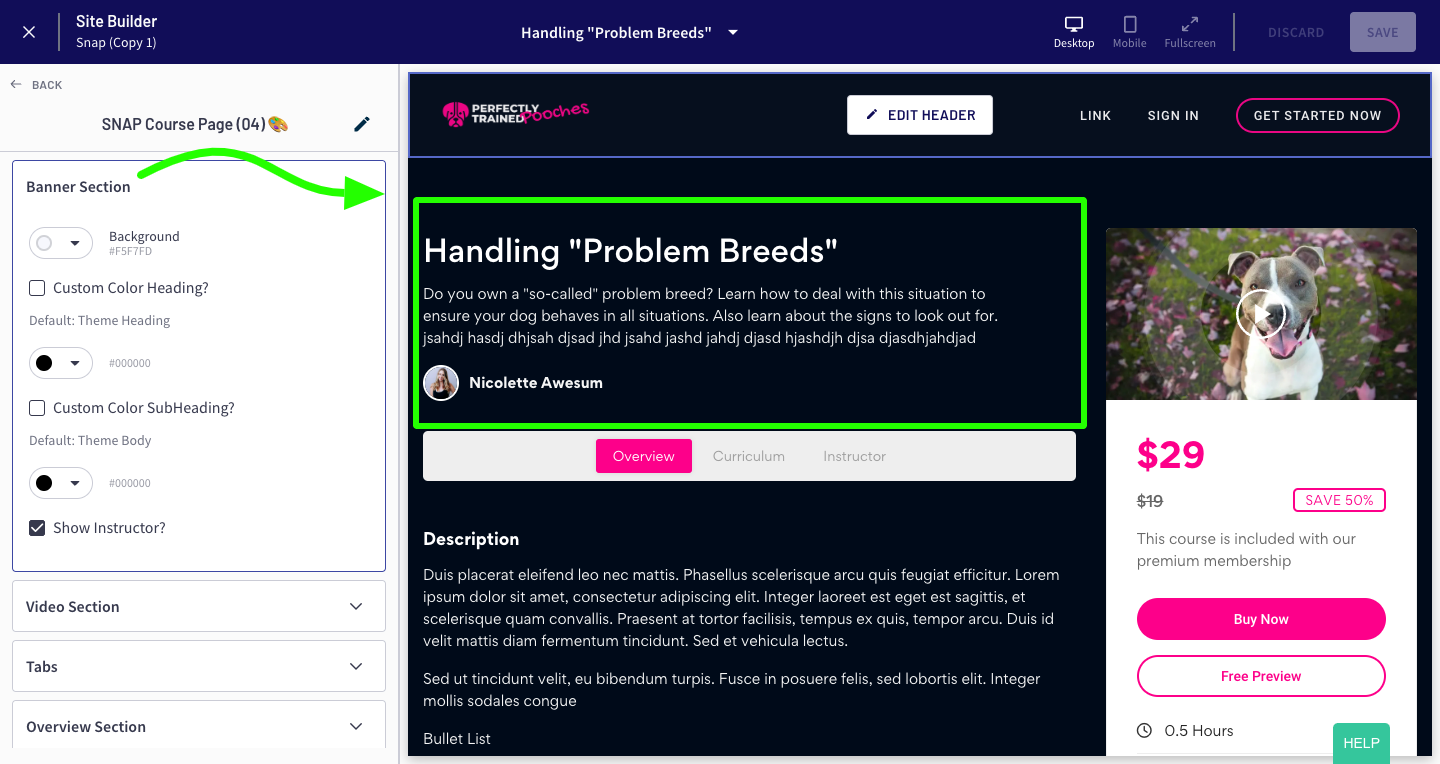 Site Builder
Snap (Copy 1)
Handling "Problem Breeds"
Desktop
Mobile
Fullscreen
DISCARD
SAVE
BACK
SNAP Course Page (04)🎨
Banner Section
Background
#F5F7FD
Custom Color Heading?
Default: Theme Heading
#000000
Custom Color SubHeading?
Default: Theme Body
#000000
Show Instructor?
Video Section
Tabs
Overview Section
PERFECTLY
TRAINED
Pooches
EDIT HEADER
LINK
SIGN IN
GET STARTED NOW
Handling "Problem Breeds"
Do you own a "so-called" problem breed? Learn how to deal with this situation to
ensure your dog behaves in all situations. Also learn about the signs to look out for.
jsahdj hasdj dhjsah djsad jhd jsahd jashd jahdj djasd hjashdjh djsa djasdhjahdjad
Nicolette Awesum
Overview
Curriculum
Instructor
Description
Duis placerat eleifend leo nec mattis. Phasellus scelerisque arcu quis feugiat efficitur. Lorem
ipsum dolor sit amet, consectetur adipiscing elit. Integer laoreet est eget est sagittis, et
scelerisque quam convallis. Praesent at tortor facilisis, tempus ex quis, tempor arcu. Duis id
velit mattis diam fermentum tincidunt. Sed et vehicula lectus.
Sed ut tincidunt velit, eu bibendum turpis. Fusce in posuere felis, sed lobortis elit. Integer
mollis sodales congue
Bullet List
$29
$19
SAVE 50%
This course is included with our
premium membership
Buy Now
Free Preview
0.5 Hours
HELP